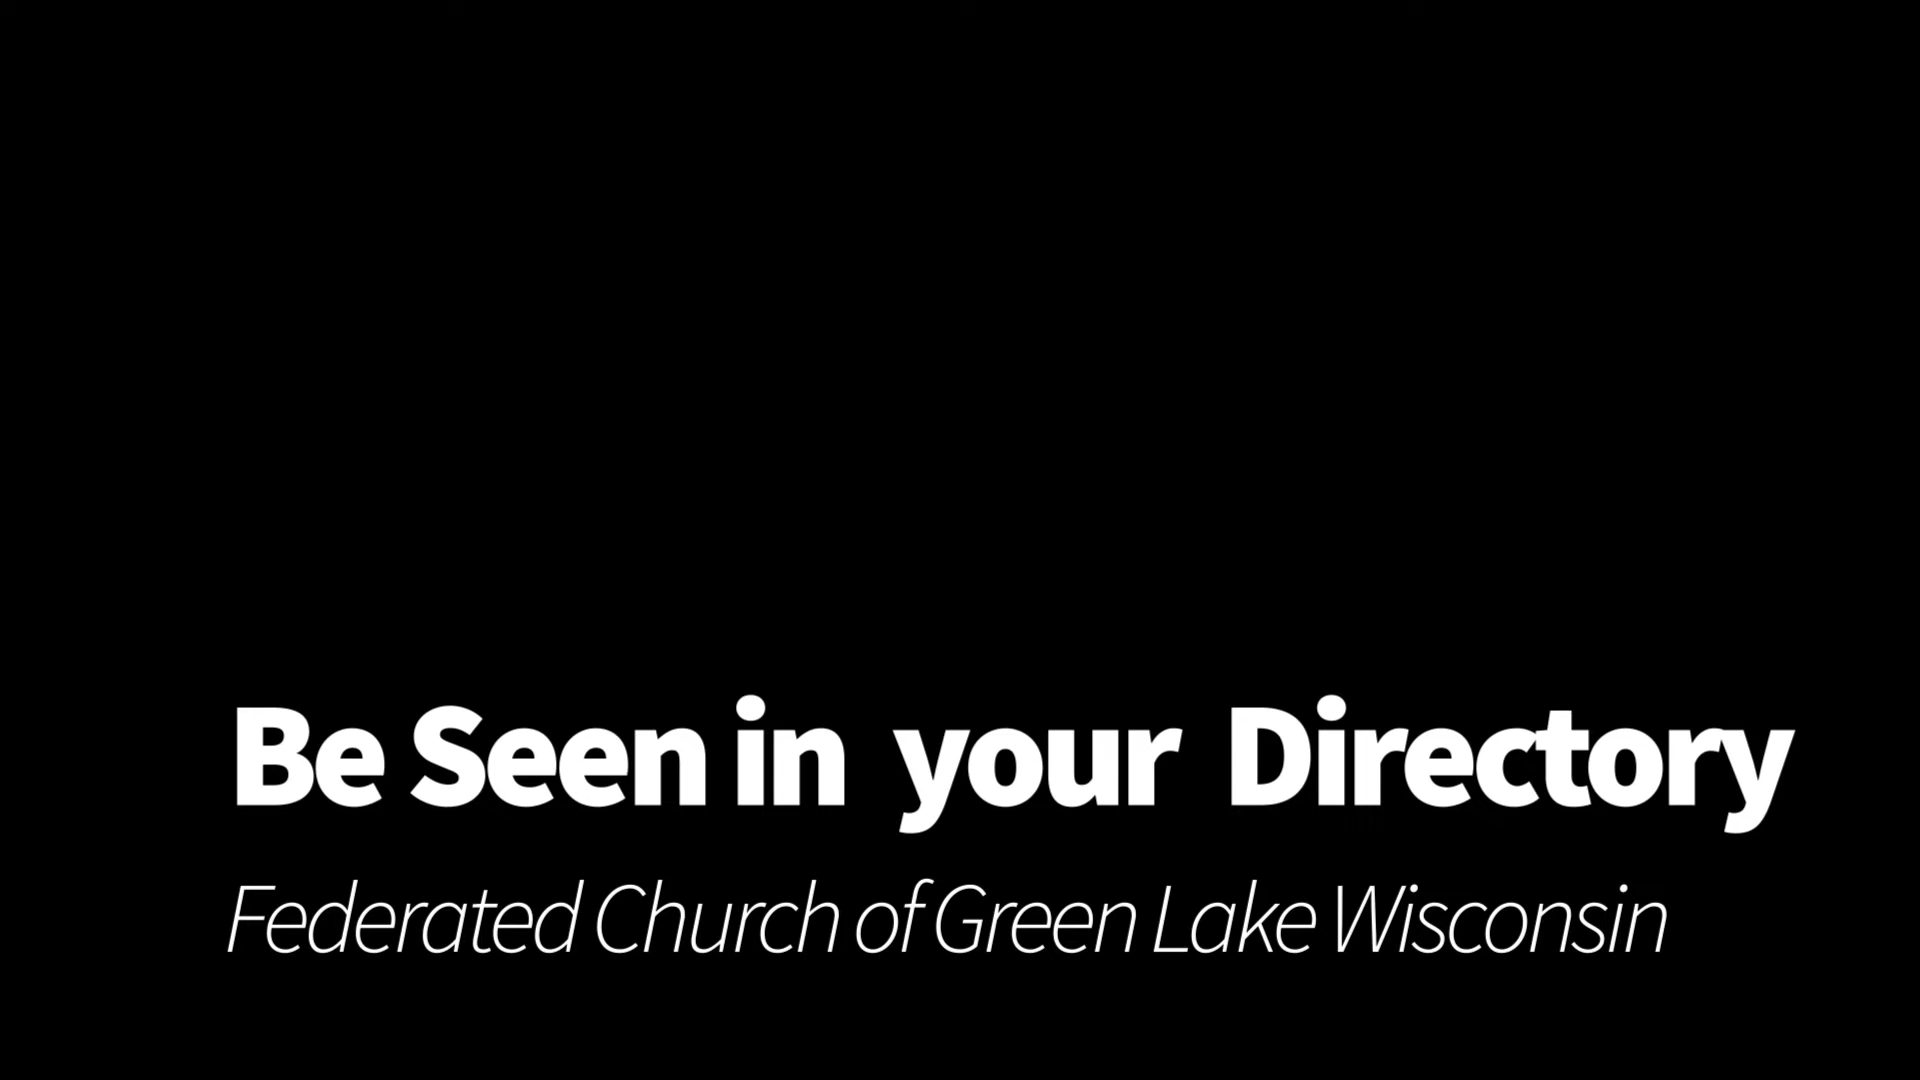 Be Seen in your Directory
Federated Church of Green Lake Wisconsin